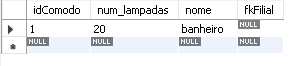 idComodo num_lampadas nome fkFilial
1 20 banheiro NULL
NULL NULL NULL NULL